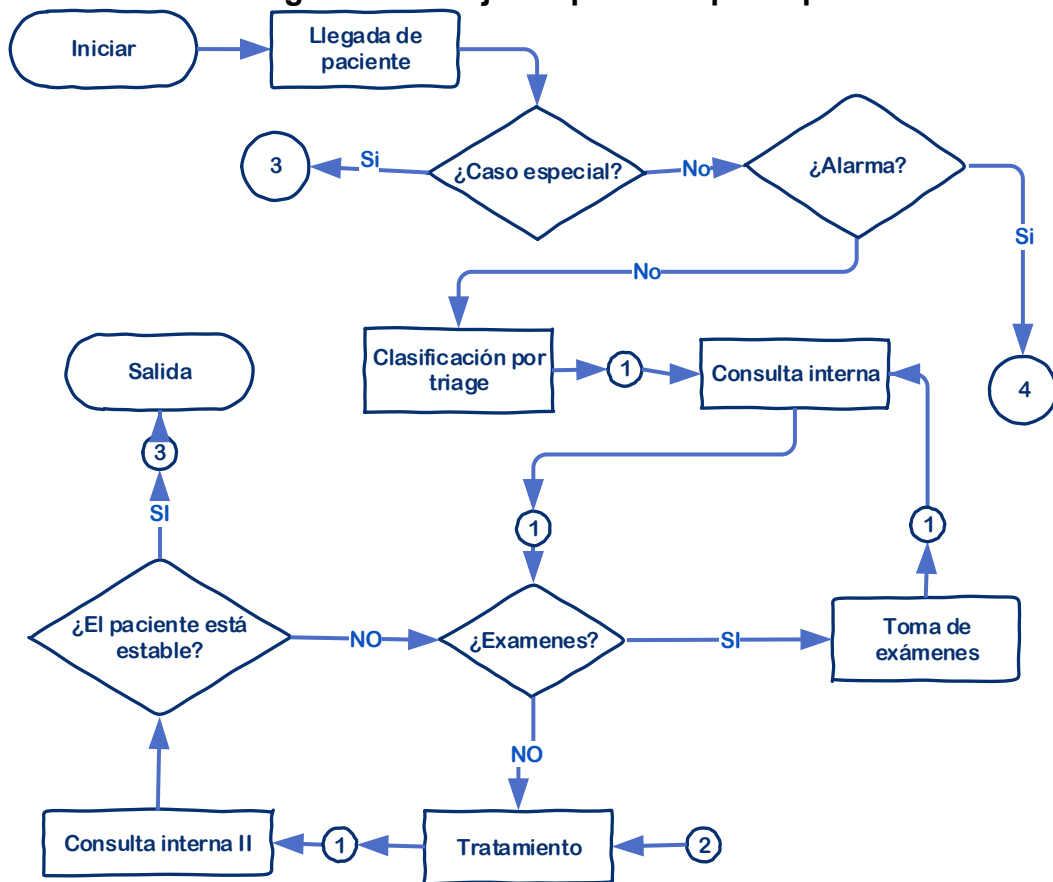 Iniciar
Llegada de
paciente
3
Si
¿Caso especial?
No
¿Alarma?
Si
No
Salida
Clasificación por
triage
1
Consulta interna
4
3
SI
1
1
¿El paciente está
estable?
NO
¿Examenes?
SI
Toma de
exámenes
NO
Consulta interna II
1
Tratamiento
2